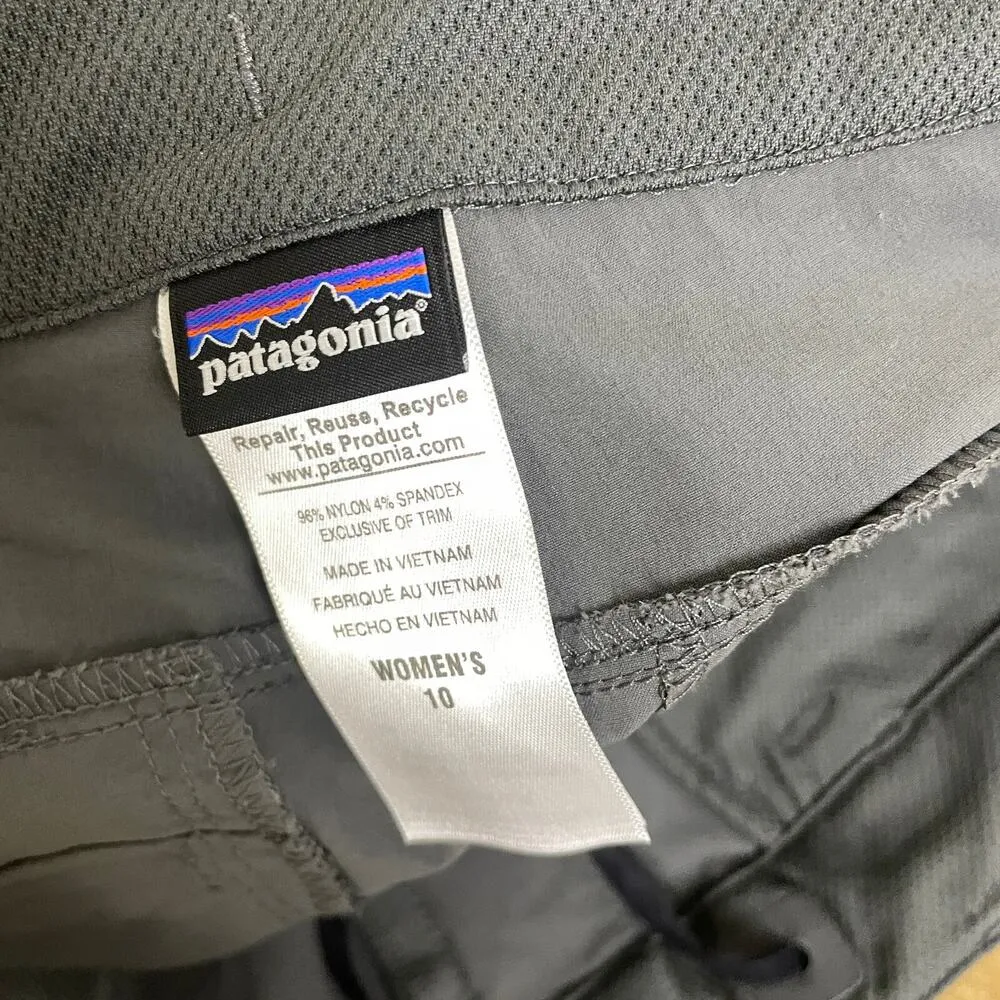 patagonia®
Repair, Reuse, Recycle
This Product
www.patagonia.com
96% NYLON 4% SPANDEX
EXCLUSIVE OF TRIM
MADE IN VIETNAM
FABRIQUÉ AU VIETNAM
HECHO EN VIETNAM
WOMEN'S
10